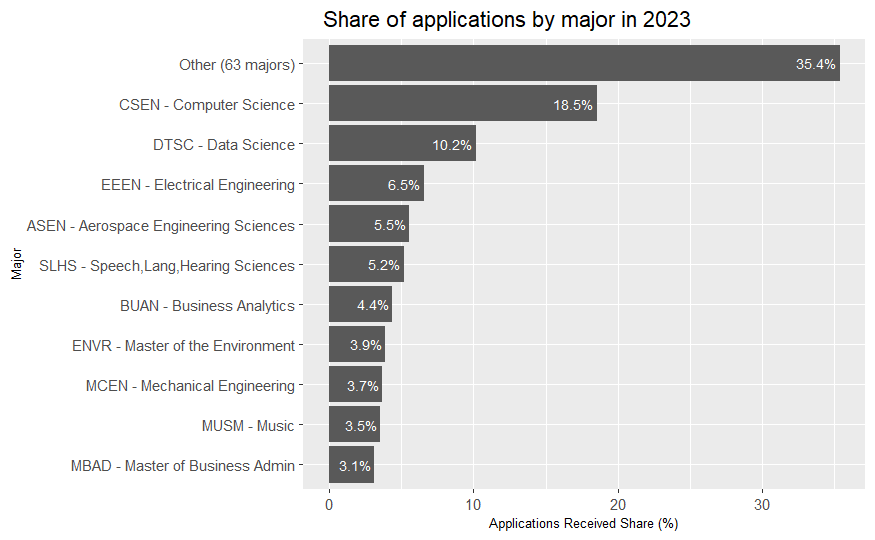 Share of applications by major in 2023
Other (63 majors) 35.4%
CSEN - Computer Science 18.5%
DTSC - Data Science 10.2%
EEEN - Electrical Engineering 6.5%
ASEN - Aerospace Engineering Sciences 5.5%
SLHS - Speech,Lang,Hearing Sciences 5.2%
BUAN - Business Analytics 4.4%
ENVR - Master of the Environment 3.9%
MCEN - Mechanical Engineering 3.7%
MUSM - Music 3.5%
MBAD - Master of Business Admin 3.1%
Major
0 10 20 30
Applications Received Share (%)